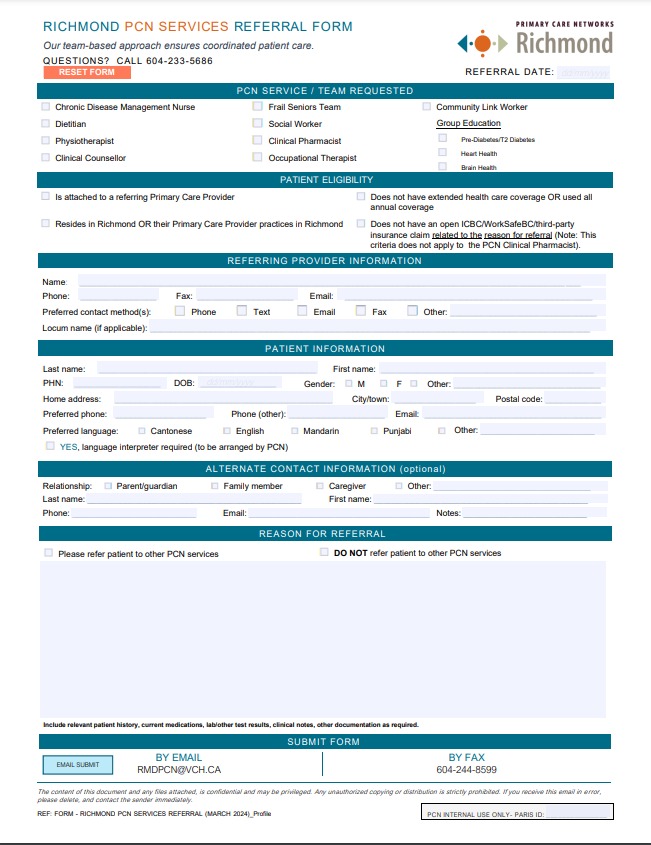 RICHMOND PCN SERVICES REFERRAL FORM
Our team-based approach ensures coordinated patient care.
QUESTIONS? CALL 604-233-5686
RESET FORM
PRIMARY CARE NETWORKS
Richmond
REFERRAL DATE:
PCN SERVICE / TEAM REQUESTED
Chronic Disease Management Nurse
Frail Seniors Team
Community Link Worker
Dietitian
Social Worker
Group Education
Physiotherapist
Clinical Pharmacist
Pre-Diabetes/T2 Diabetes
Clinical Counsellor
Occupational Therapist
Heart Health
Brain Health
PATIENT ELIGIBILITY
Is attached to a referring Primary Care Provider
Does not have extended health care coverage OR used all
annual coverage
Resides in Richmond OR their Primary Care Provider practices in Richmond
Does not have an open ICBC/WorkSafeBC/third-party
insurance claim related to the reason for referral (Note: This
criteria does not apply to the PCN Clinical Pharmacist).
REFERRING PROVIDER INFORMATION
Name:
Phone: Fax: Email:
Preferred contact method(s): Phone Text Email Fax Other:
Locum name (if applicable):
PATIENT INFORMATION
Last name: First name:
PHN: DOB: Gender: M F Other:
Home address: City/town: Postal code:
Preferred phone: Phone (other): Email:
Preferred language: Cantonese English Mandarin Punjabi Other:
YES, language interpreter required (to be arranged by PCN)
ALTERNATE CONTACT INFORMATION (optional)
Relationship: Parent/guardian Family member Caregiver Other:
Last name: First name:
Phone: Email: Notes:
REASON FOR REFERRAL
Please refer patient to other PCN services
DO NOT refer patient to other PCN services
Include relevant patient history, current medications, lab/other test results, clinical notes, other documentation as required.
SUBMIT FORM
EMAIL SUBMIT
BY EMAIL
RMDPCN@VCH.CA
BY FAX
604-244-8599
The content of this document and any files attached, is confidential and may be privileged. Any unauthorized copying or distribution is strictly prohibited. If you receive this email in error,
please delete, and contact the sender immediately.
REF: FORM - RICHMOND PCN SERVICES REFERRAL (MARCH 2024)_Profile
PCN INTERNAL USE ONLY- PARIS ID: